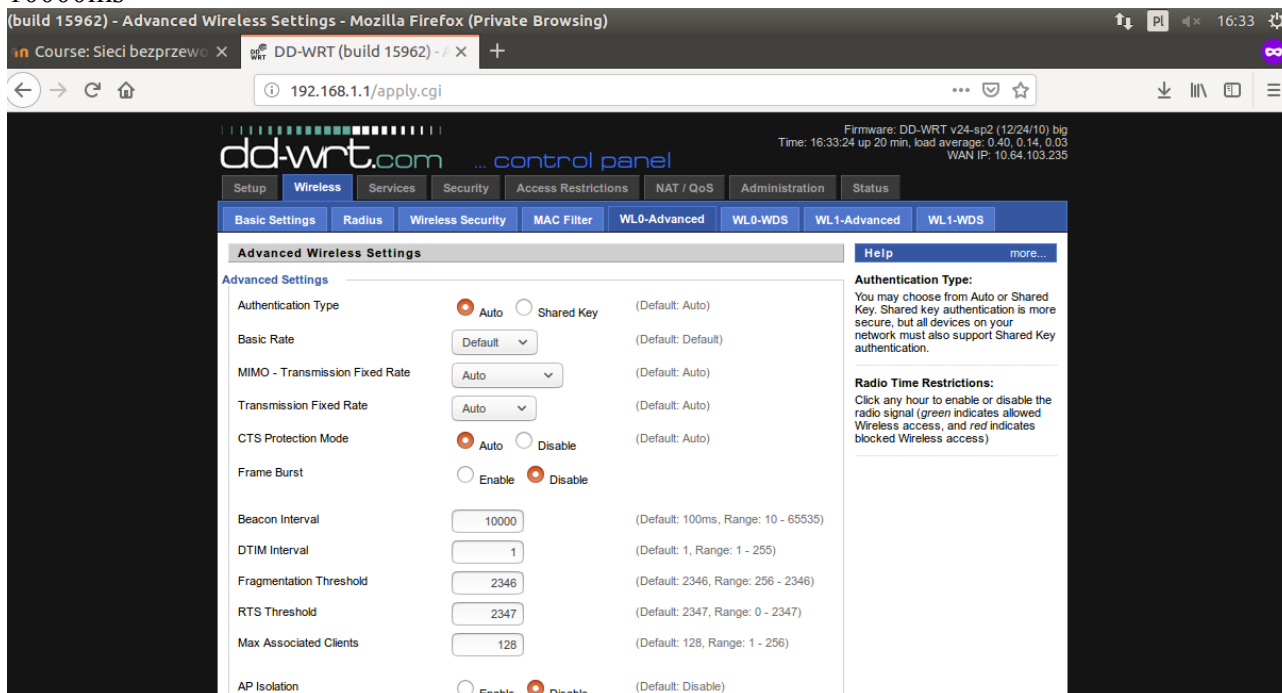 10000ms
(build 15962) - Advanced Wireless Settings - Mozilla Firefox (Private Browsing)
Pl
16:33
Course: Sieci bezprzewo
DD-WRT (build 15962) - A
192.168.1.1/apply.cgi
dd-wrt.com ... control panel
Firmware: DD-WRT v24-sp2 (12/24/10) big
Time: 16:33:24 up 20 min, load average: 0.40, 0.14, 0.03
WAN IP: 10.64.103.235
Setup Wireless Services Security Access Restrictions NAT / QoS Administration Status
Basic Settings Radius Wireless Security MAC Filter WL0-Advanced WL0-WDS WL1-Advanced WL1-WDS
Advanced Wireless Settings
Advanced Settings
Authentication Type Auto Shared Key (Default: Auto)
Basic Rate Default (Default: Default)
MIMO - Transmission Fixed Rate Auto (Default: Auto)
Transmission Fixed Rate Auto (Default: Auto)
CTS Protection Mode Auto Disable (Default: Auto)
Frame Burst Enable Disable
Beacon Interval 10000 (Default: 100ms, Range: 10 - 65535)
DTIM Interval 1 (Default: 1, Range: 1 - 255)
Fragmentation Threshold 2346 (Default: 2346, Range: 256 - 2346)
RTS Threshold 2347 (Default: 2347, Range: 0 - 2347)
Max Associated Clients 128 (Default: 128, Range: 1 - 256)
AP Isolation Enable Disable (Default: Disable)
Help more...
Authentication Type:
You may choose from Auto or Shared
Key. Shared key authentication is more
secure, but all devices on your
network must also support Shared Key
authentication.
Radio Time Restrictions:
Click any hour to enable or disable the
radio signal (green indicates allowed
Wireless access, and red indicates
blocked Wireless access)